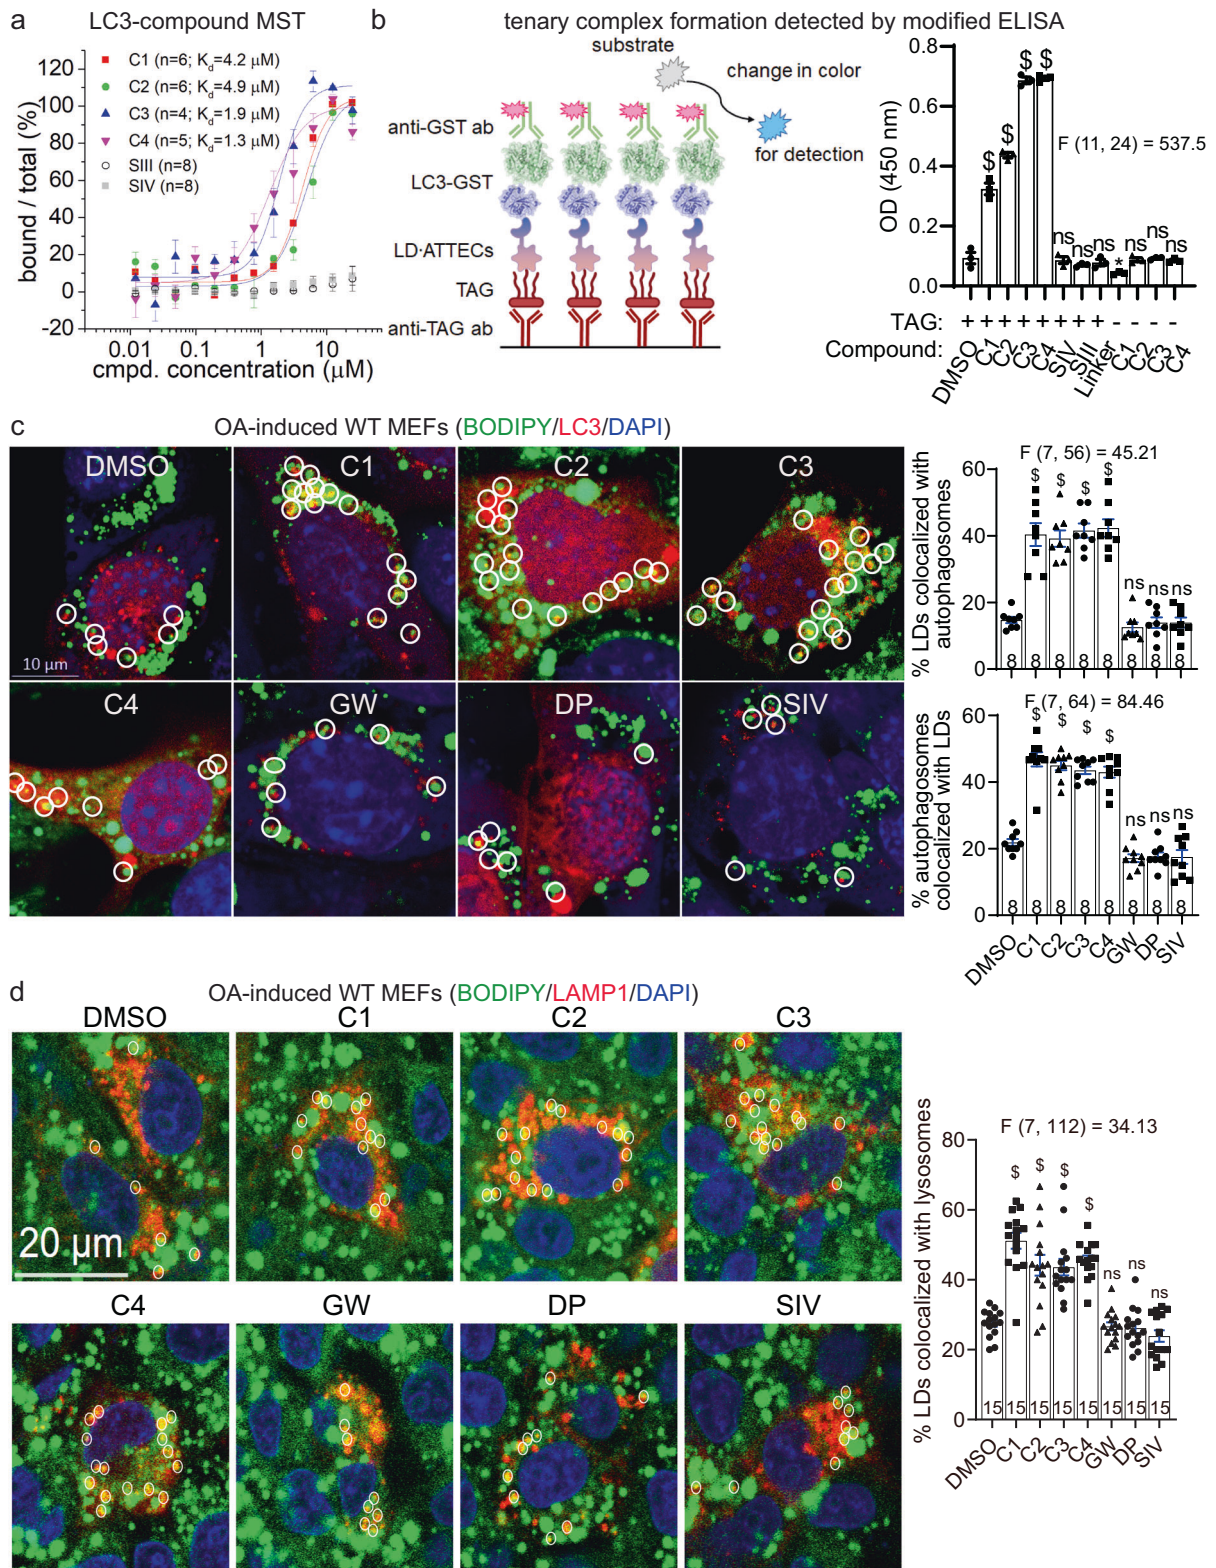 a
LC3-compound MST
120
100
80
60
40
20
0
-20
bound / total (%)
C1 (n=6; Kd=4.2 μM)
C2 (n=6; Kd=4.9 μM)
C3 (n=4; Kd=1.9 μM)
C4 (n=5; Kd=1.3 μM)
SIII (n=8)
SIV (n=8)
0.01 0.1 1 10
cmpd. concentration (μM)
b
tenary complex formation detected by modified ELISA
substrate
change in color
for detection
anti-GST ab
LC3-GST
LD·ATTECs
TAG
anti-TAG ab
OD (450 nm)
0.8
0.6
0.4
0.2
0.0
$ $ $ $
F (11, 24) = 537.5
ns ns ns * ns ns ns
TAG: + + + + + + + + - - - -
Compound: DMSO C1 C2 C3 C4 SIV SIII Linker C1 C2 C3 C4
c
OA-induced WT MEFs (BODIPY/LC3/DAPI)
DMSO
C1
C2
C3
10 μm
C4
GW
DP
SIV
% LDs colocalized with
autophagosomes
F (7, 56) = 45.21
60
40
20
0
$ $ $ $ ns ns ns
8 8 8 8 8 8 8 8
% autophagosomes
colocalized with LDs
F (7, 64) = 84.46
60
40
20
0
$ $ $ $ ns ns ns
8 8 8 8 8 8 8 8
DMSO C1 C2 C3 C4 GW DP SIV
d
OA-induced WT MEFs (BODIPY/LAMP1/DAPI)
DMSO
C1
C2
C3
20 μm
C4
GW
DP
SIV
% LDs colocalized with lysosomes
F (7, 112) = 34.13
80
60
40
20
0
$ $ $ $ ns ns ns
15 15 15 15 15 15 15 15
DMSO C1 C2 C3 C4 GW DP SIV